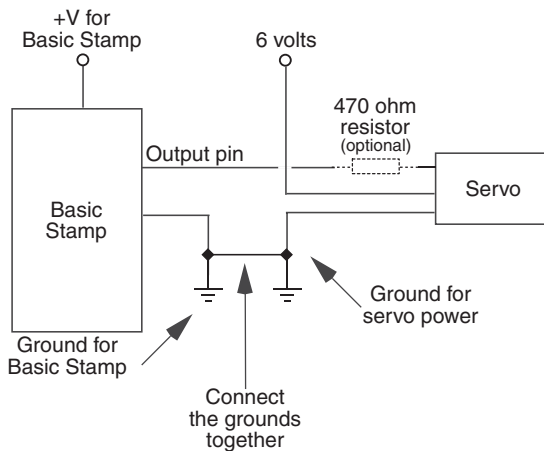 +V for
Basic Stamp
6 volts
470 ohm
resistor
(optional)
Output pin
Servo
Basic
Stamp
Ground for
servo power
Ground for
Basic Stamp
Connect
the grounds
together